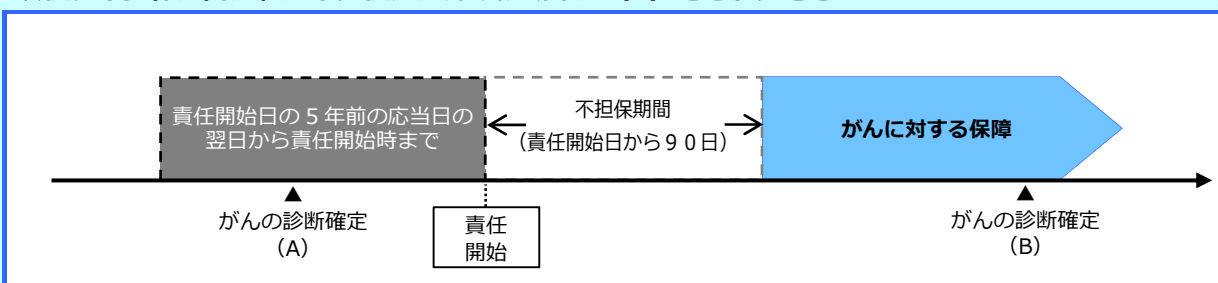 責任開始日の5年前の応当日の
翌日から責任開始時まで
不担保期間
(責任開始日から90日)
がんに対する保障
がんの診断確定
(A)
責任
開始
がんの診断確定
(B)